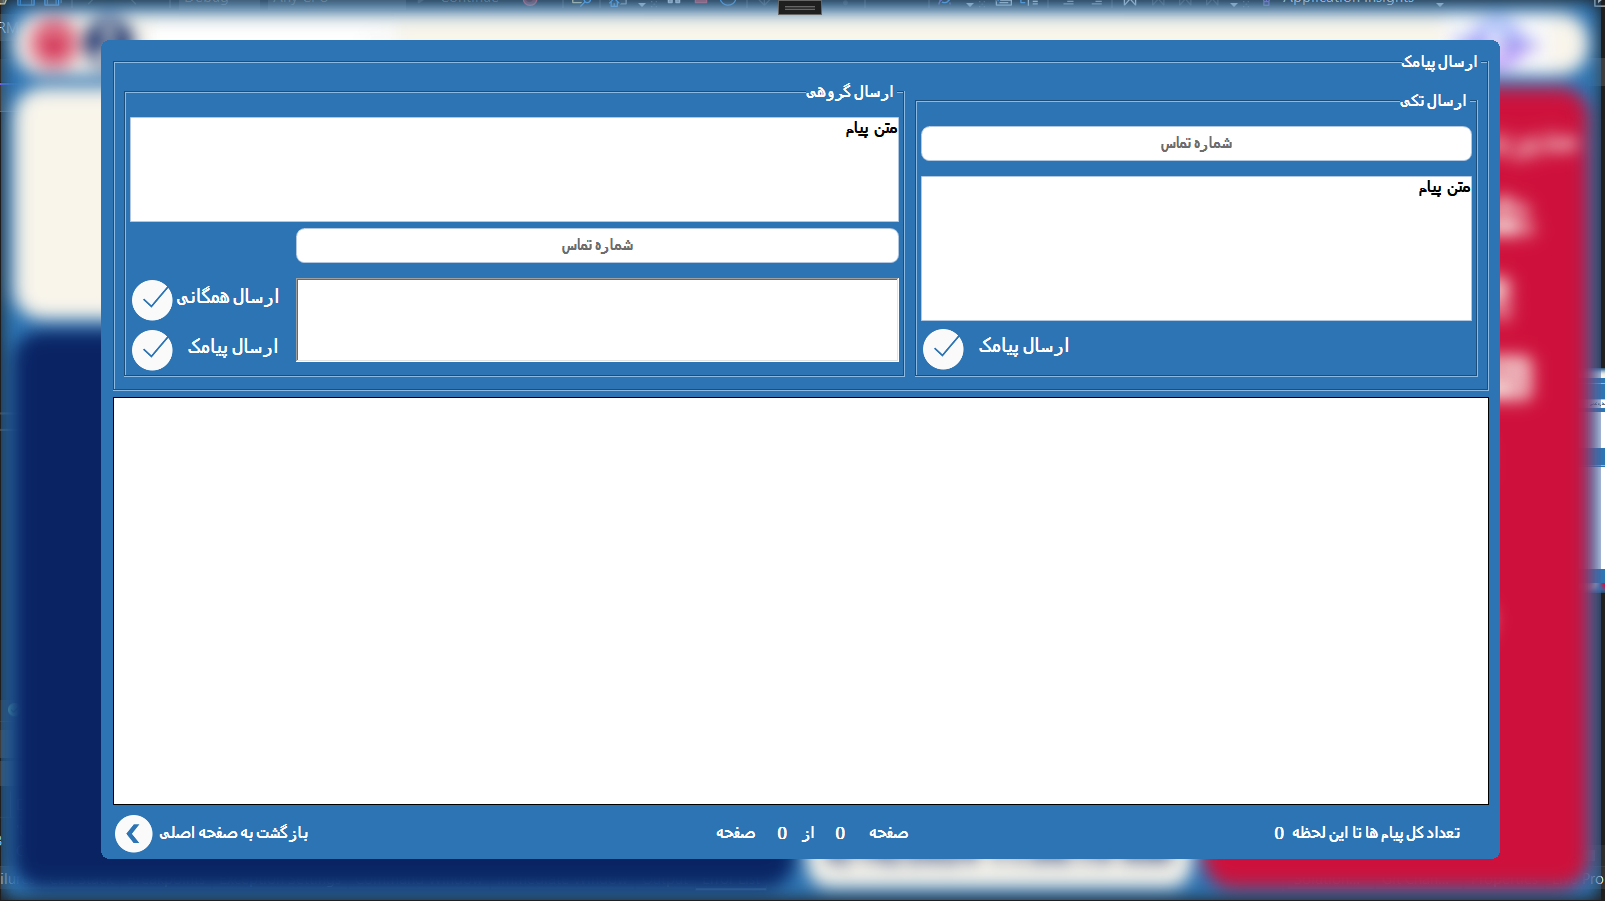 ارسال پیامک
ارسال تکی
شماره تماس
متن پیام
ارسال پیامک
ارسال گروهی
متن پیام
شماره تماس
ارسال همگانی
ارسال پیامک
تعداد کل پیام ها تا این لحظه 0
صفحه 0 از 0 صفحه
بازگشت به صفحه اصلی